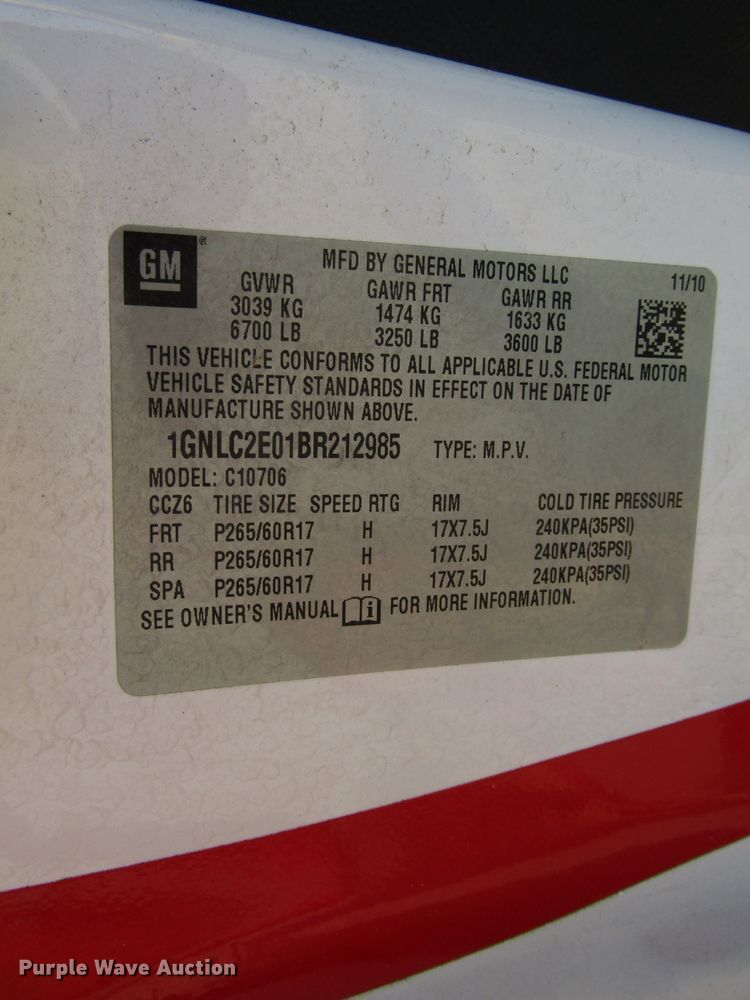 GM
MFD BY GENERAL MOTORS LLC 11/10
GVWR GAWR FRT GAWR RR
3039 KG 1474 KG 1633 KG
6700 LB 3250 LB 3600 LB
THIS VEHICLE CONFORMS TO ALL APPLICABLE U.S. FEDERAL MOTOR
VEHICLE SAFETY STANDARDS IN EFFECT ON THE DATE OF
MANUFACTURE SHOWN ABOVE.
1GNLC2E01BR212985 TYPE: M.P.V.
MODEL: C10706
CCZ6 TIRE SIZE SPEED RTG RIM COLD TIRE PRESSURE
FRT P265/60R17 H 17X7.5J 240KPA(35PSI)
RR P265/60R17 H 17X7.5J 240KPA(35PSI)
SPA P265/60R17 H 17X7.5J 240KPA(35PSI)
SEE OWNER'S MANUAL FOR MORE INFORMATION.
Purple Wave Auction